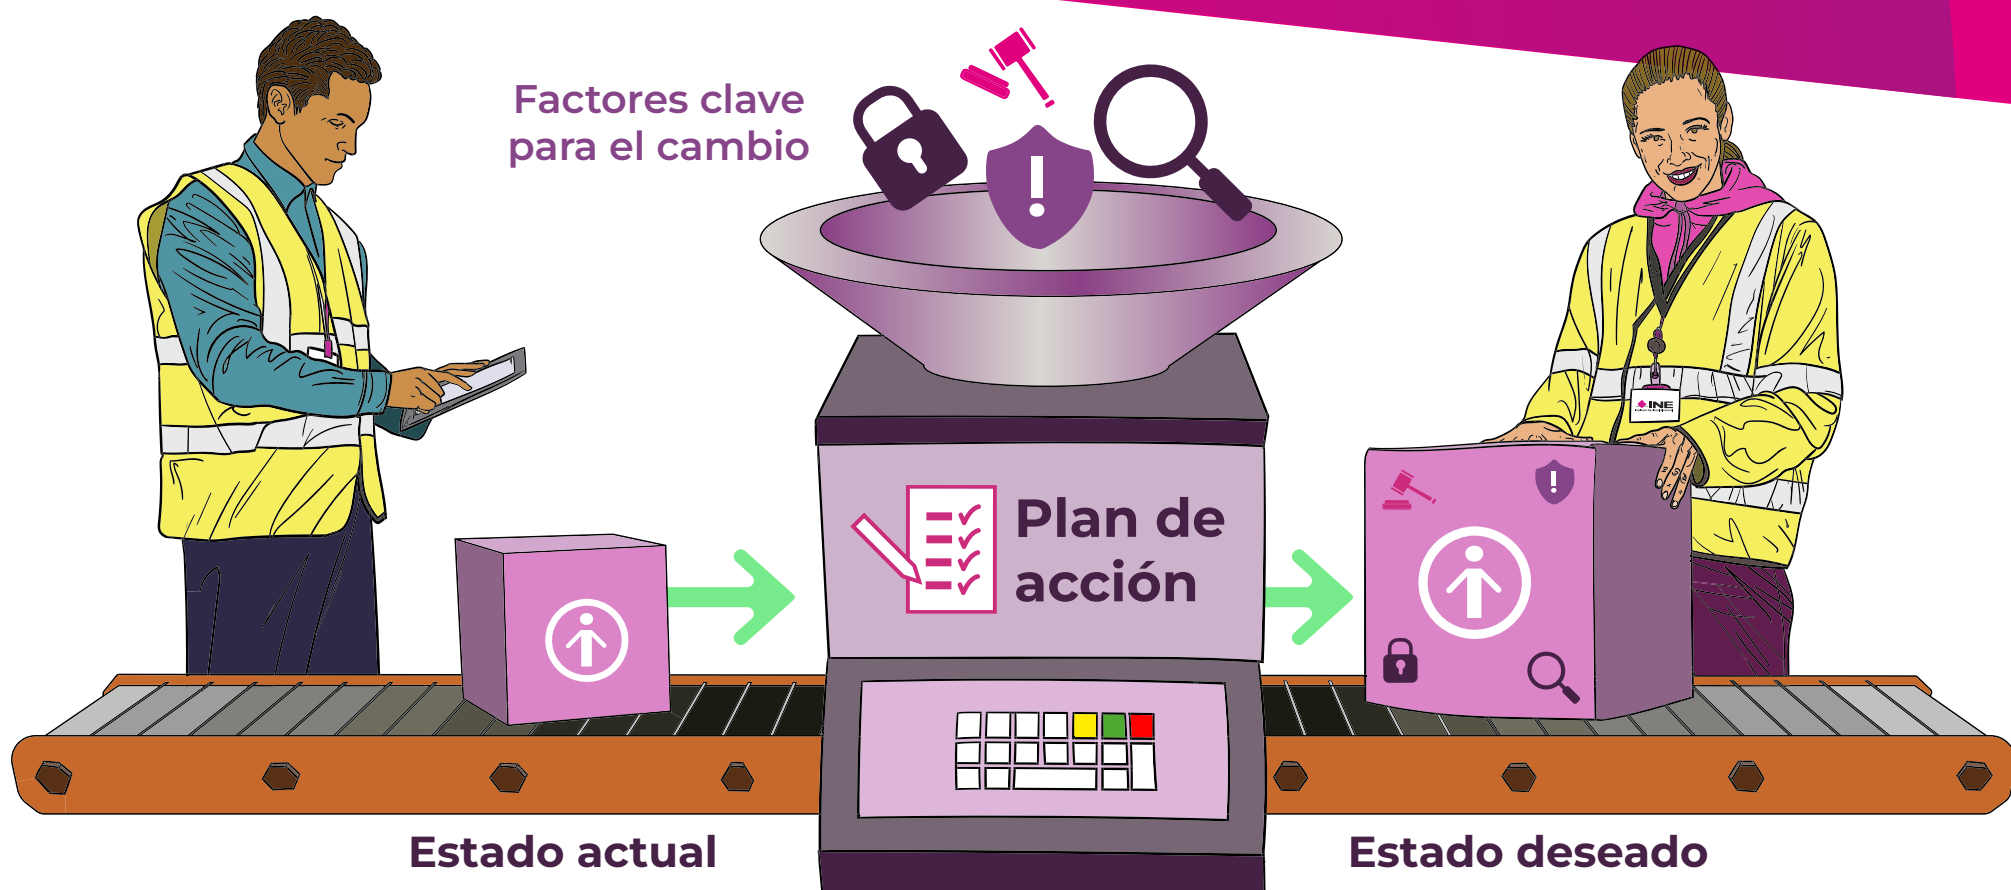 Factores clave
para el cambio
Plan de
acción
INE
Estado actual
Estado deseado